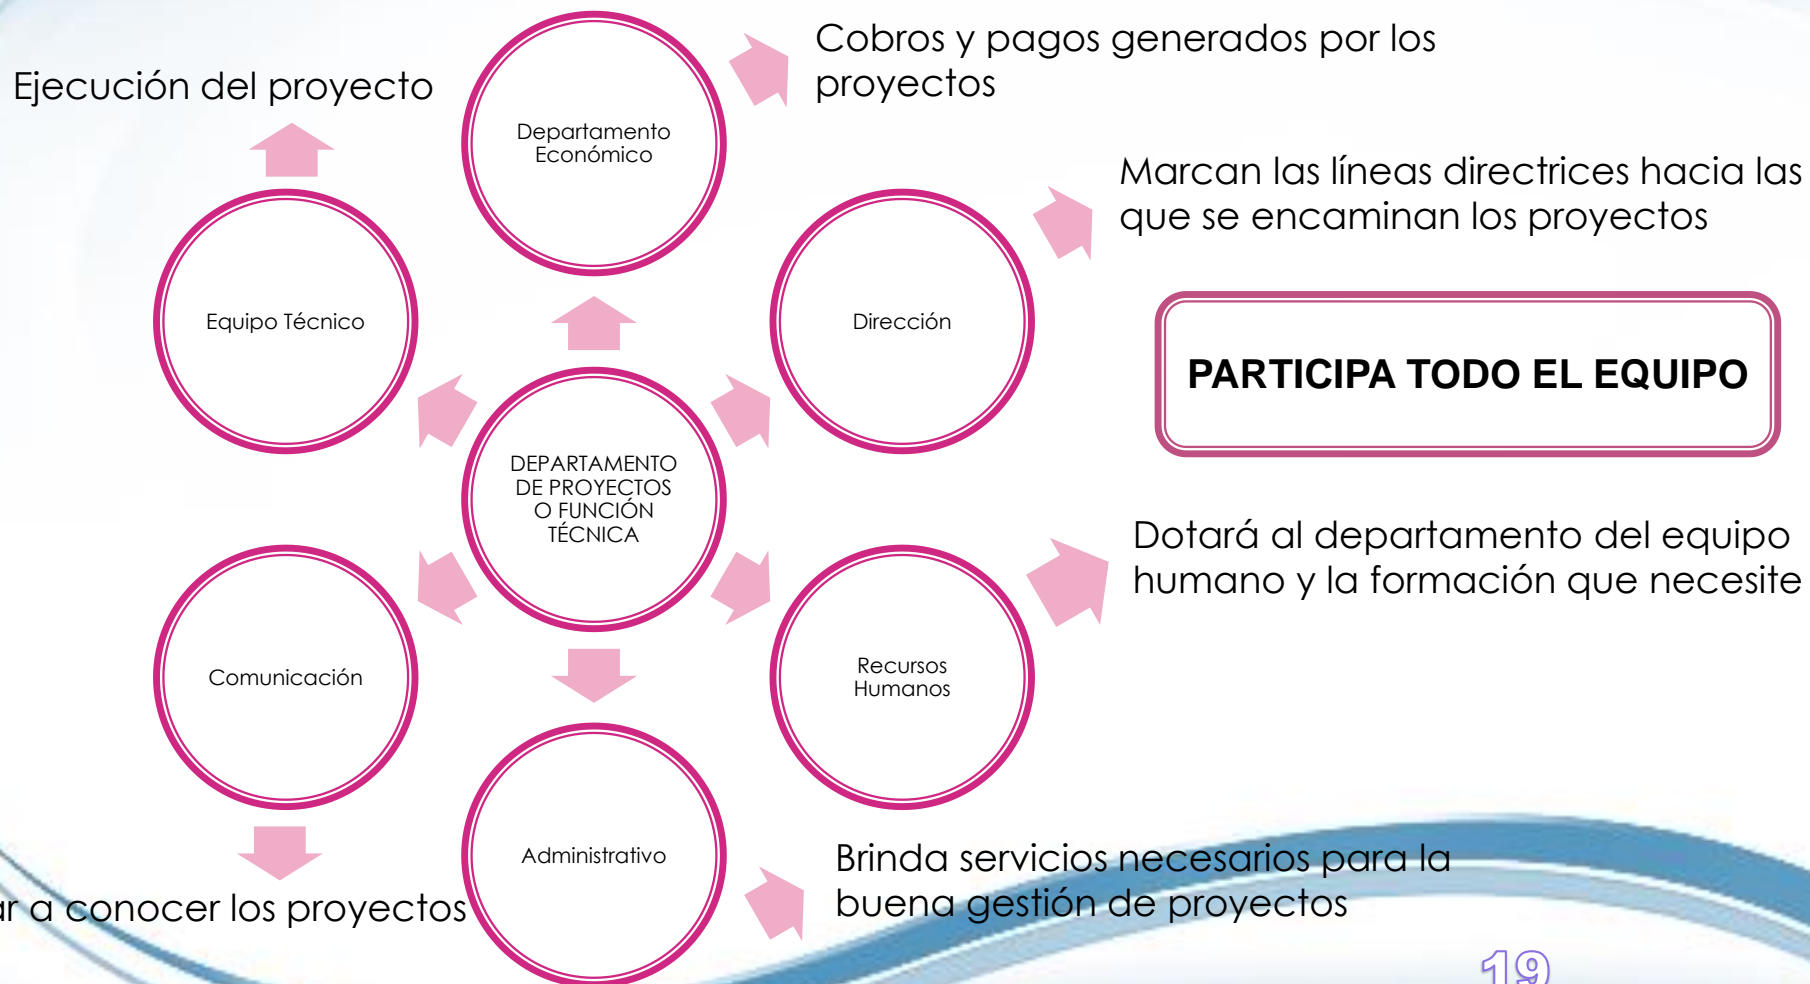 Cobros y pagos generados por los
proyectos
Ejecución del proyecto
Departamento
Económico
Marcan las líneas directrices hacia las
que se encaminan los proyectos
Equipo Técnico
Dirección
PARTICIPA TODO EL EQUIPO
DEPARTAMENTO
DE PROYECTOS
O FUNCIÓN
TÉCNICA
Dotará al departamento del equipo
humano y la formación que necesite
Comunicación
Recursos
Humanos
Administrativo
Brinda servicios necesarios para la
buena gestión de proyectos
a conocer los proyectos
19